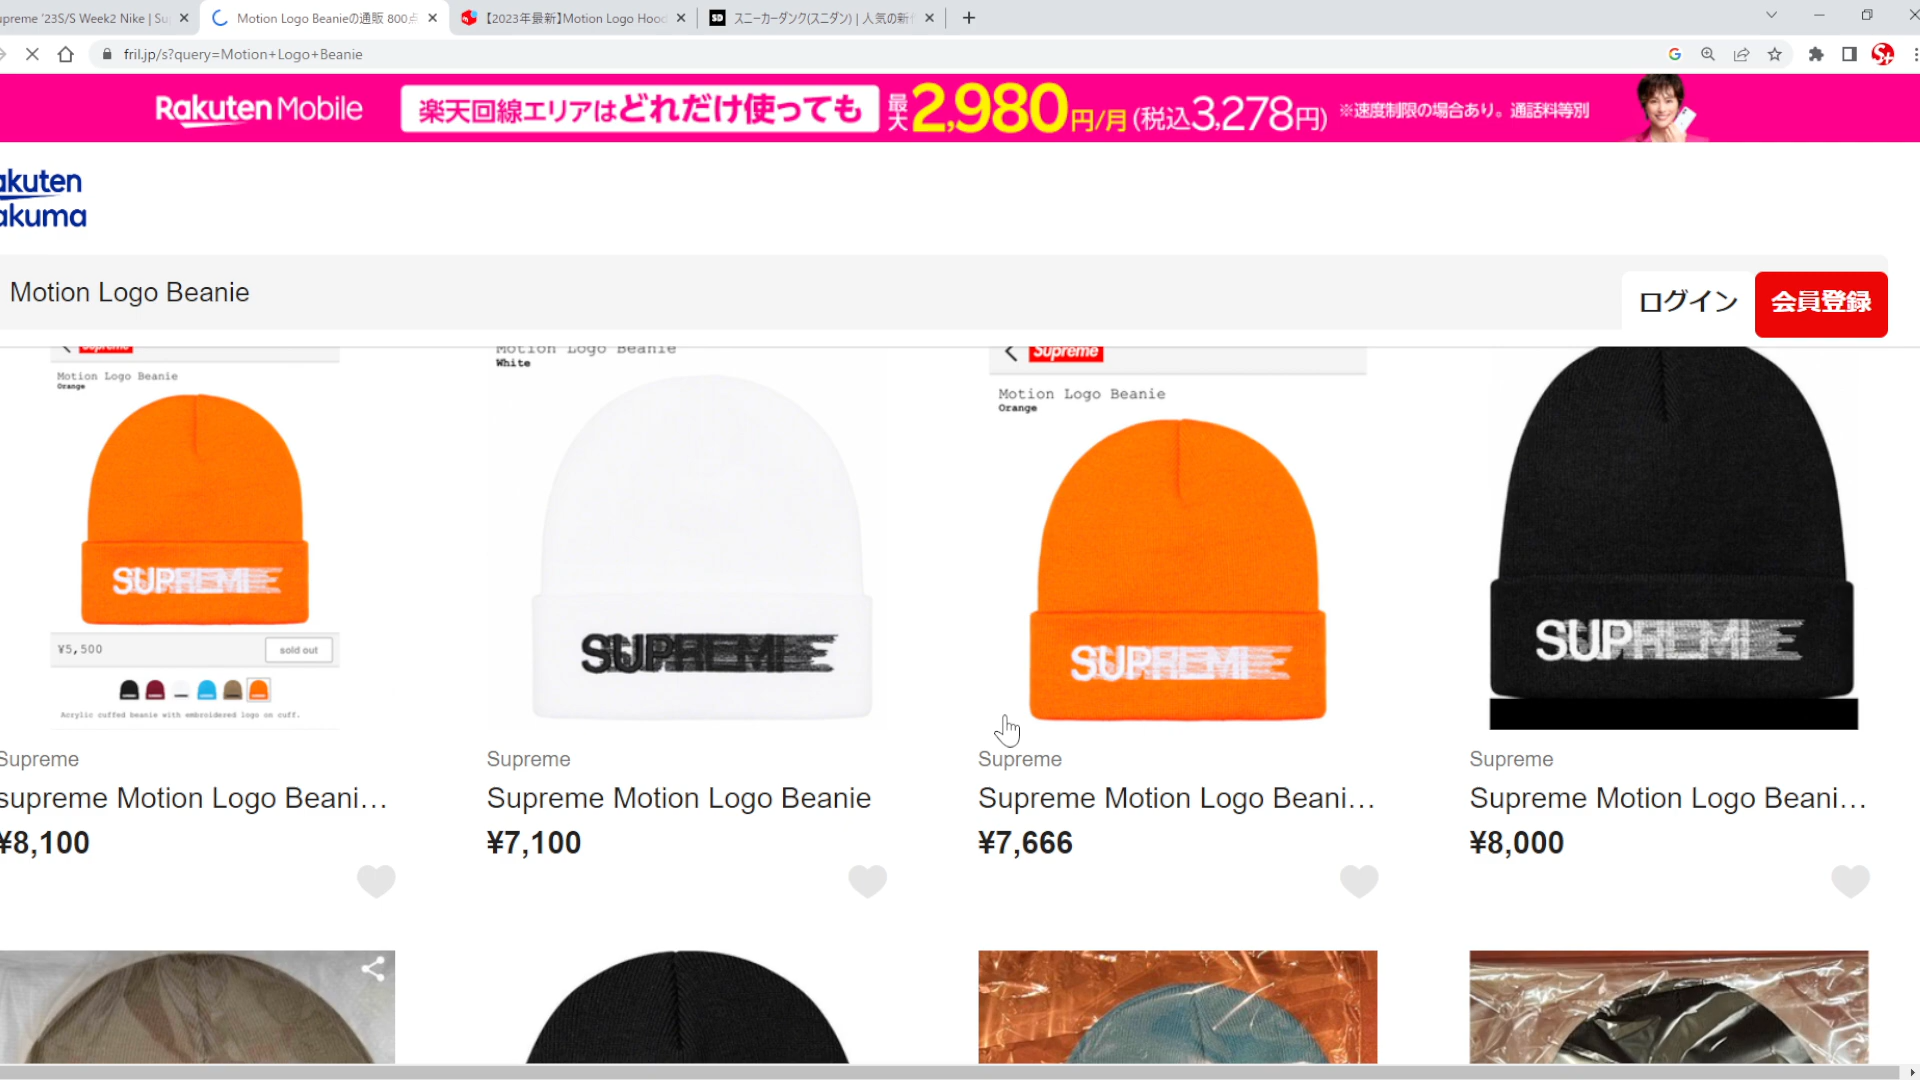 upreme '23S/S Week2 Nike | Su
Motion Logo Beanieの通販 800点
【2023年最新】Motion Logo Hood
SD スニーカーダンク(スニダン) | 人気の新作
fril.jp/s?query=Motion+Logo+Beanie
Rakuten Mobile 楽天回線エリアはどれだけ使っても 最大2,980円/月(税込3,278円) ※速度制限の場合あり。通話料等別
akuten
akuma
Motion Logo Beanie
ログイン
会員登録
Supreme
Motion Logo Beanie
Orange
SUPREME
¥5,500
sold out
Acrylic cuffed beanie with embroidered logo on cuff.
Motion Logo Beanie
White
SUPREME
Supreme
Motion Logo Beanie
Orange
SUPREME
SUPREME
Supreme
supreme Motion Logo Beani...
¥8,100
Supreme
Supreme Motion Logo Beanie
¥7,100
Supreme
Supreme Motion Logo Beani...
¥7,666
Supreme
Supreme Motion Logo Beani...
¥8,000